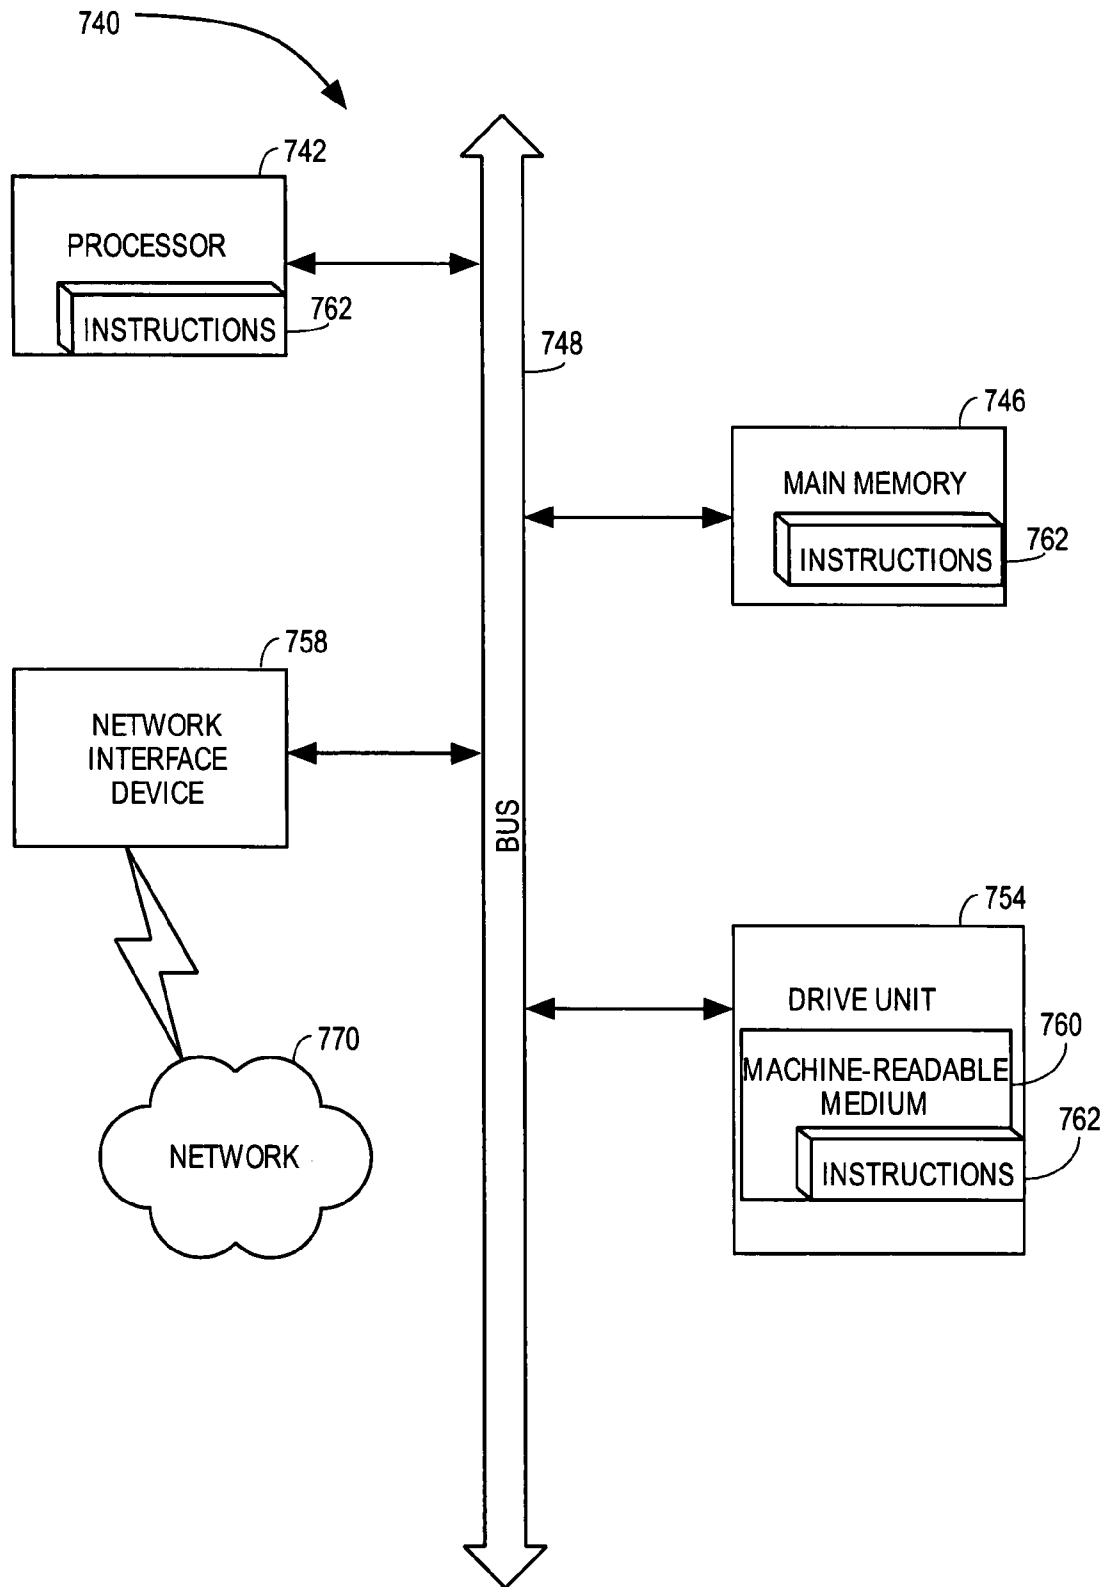 740
742
PROCESSOR
762
INSTRUCTIONS
748
746
MAIN MEMORY
762
INSTRUCTIONS
758
NETWORK
INTERFACE
DEVICE
BUS
754
DRIVE UNIT
760
MACHINE-READABLE
MEDIUM
762
INSTRUCTIONS
770
NETWORK